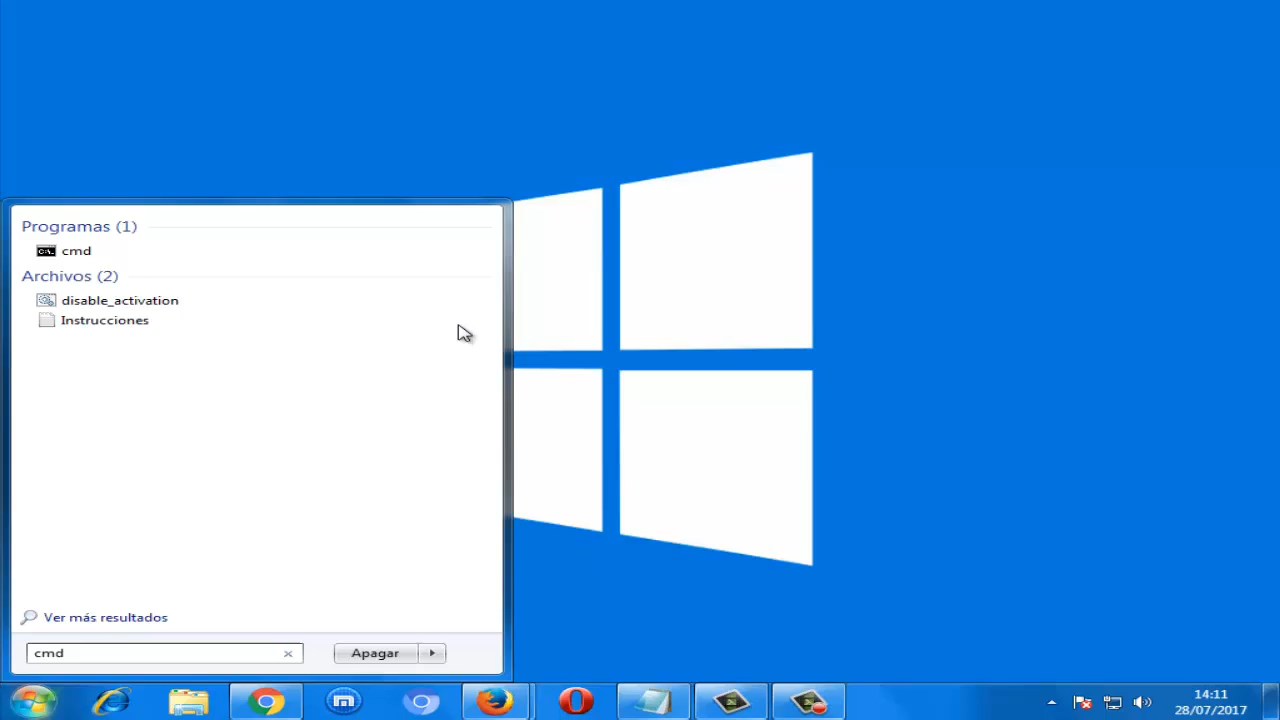 Programas (1)
cmd
Archivos (2)
disable_activation
Instrucciones
Ver más resultados
cmd
Apagar
14:11
28/07/2017